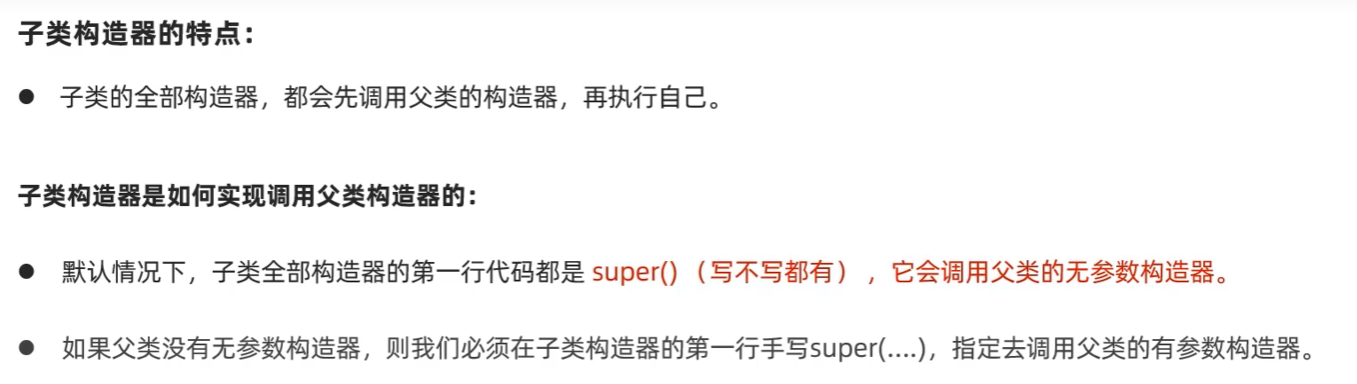 子类构造器的特点：
● 子类的全部构造器，都会先调用父类的构造器，再执行自己。
子类构造器是如何实现调用父类构造器的：
● 默认情况下，子类全部构造器的第一行代码都是 super()（写不写都有），它会调用父类的无参数构造器。
● 如果父类没有无参数构造器，则我们必须在子类构造器的第一行手写super(....)，指定去调用父类的有参数构造器。